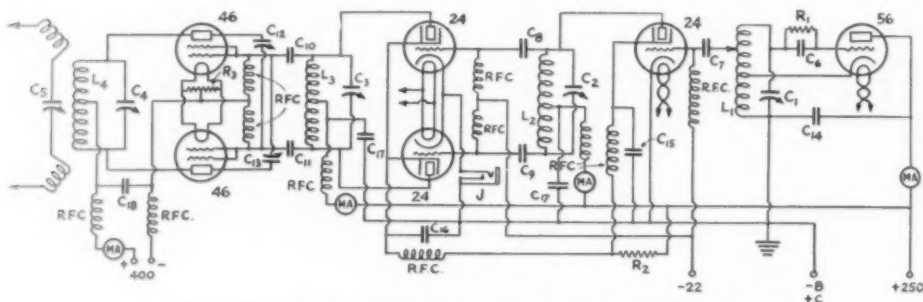 46
C12
C10
24
C8
24
R1
56
C5
L4
C4
R3
RFC
L3
C3
RFC
RFC
L2
C2
C7
R.F.C.
L1
C6
C1
C14
C13
C11
C17
C9
RFC
C15
46
24
J
C17
MA
MA
C18
RFC
RFC.
RFC
MA
C16
R.F.C.
R2
MA
+
400
-
-22
-8
+C
+250